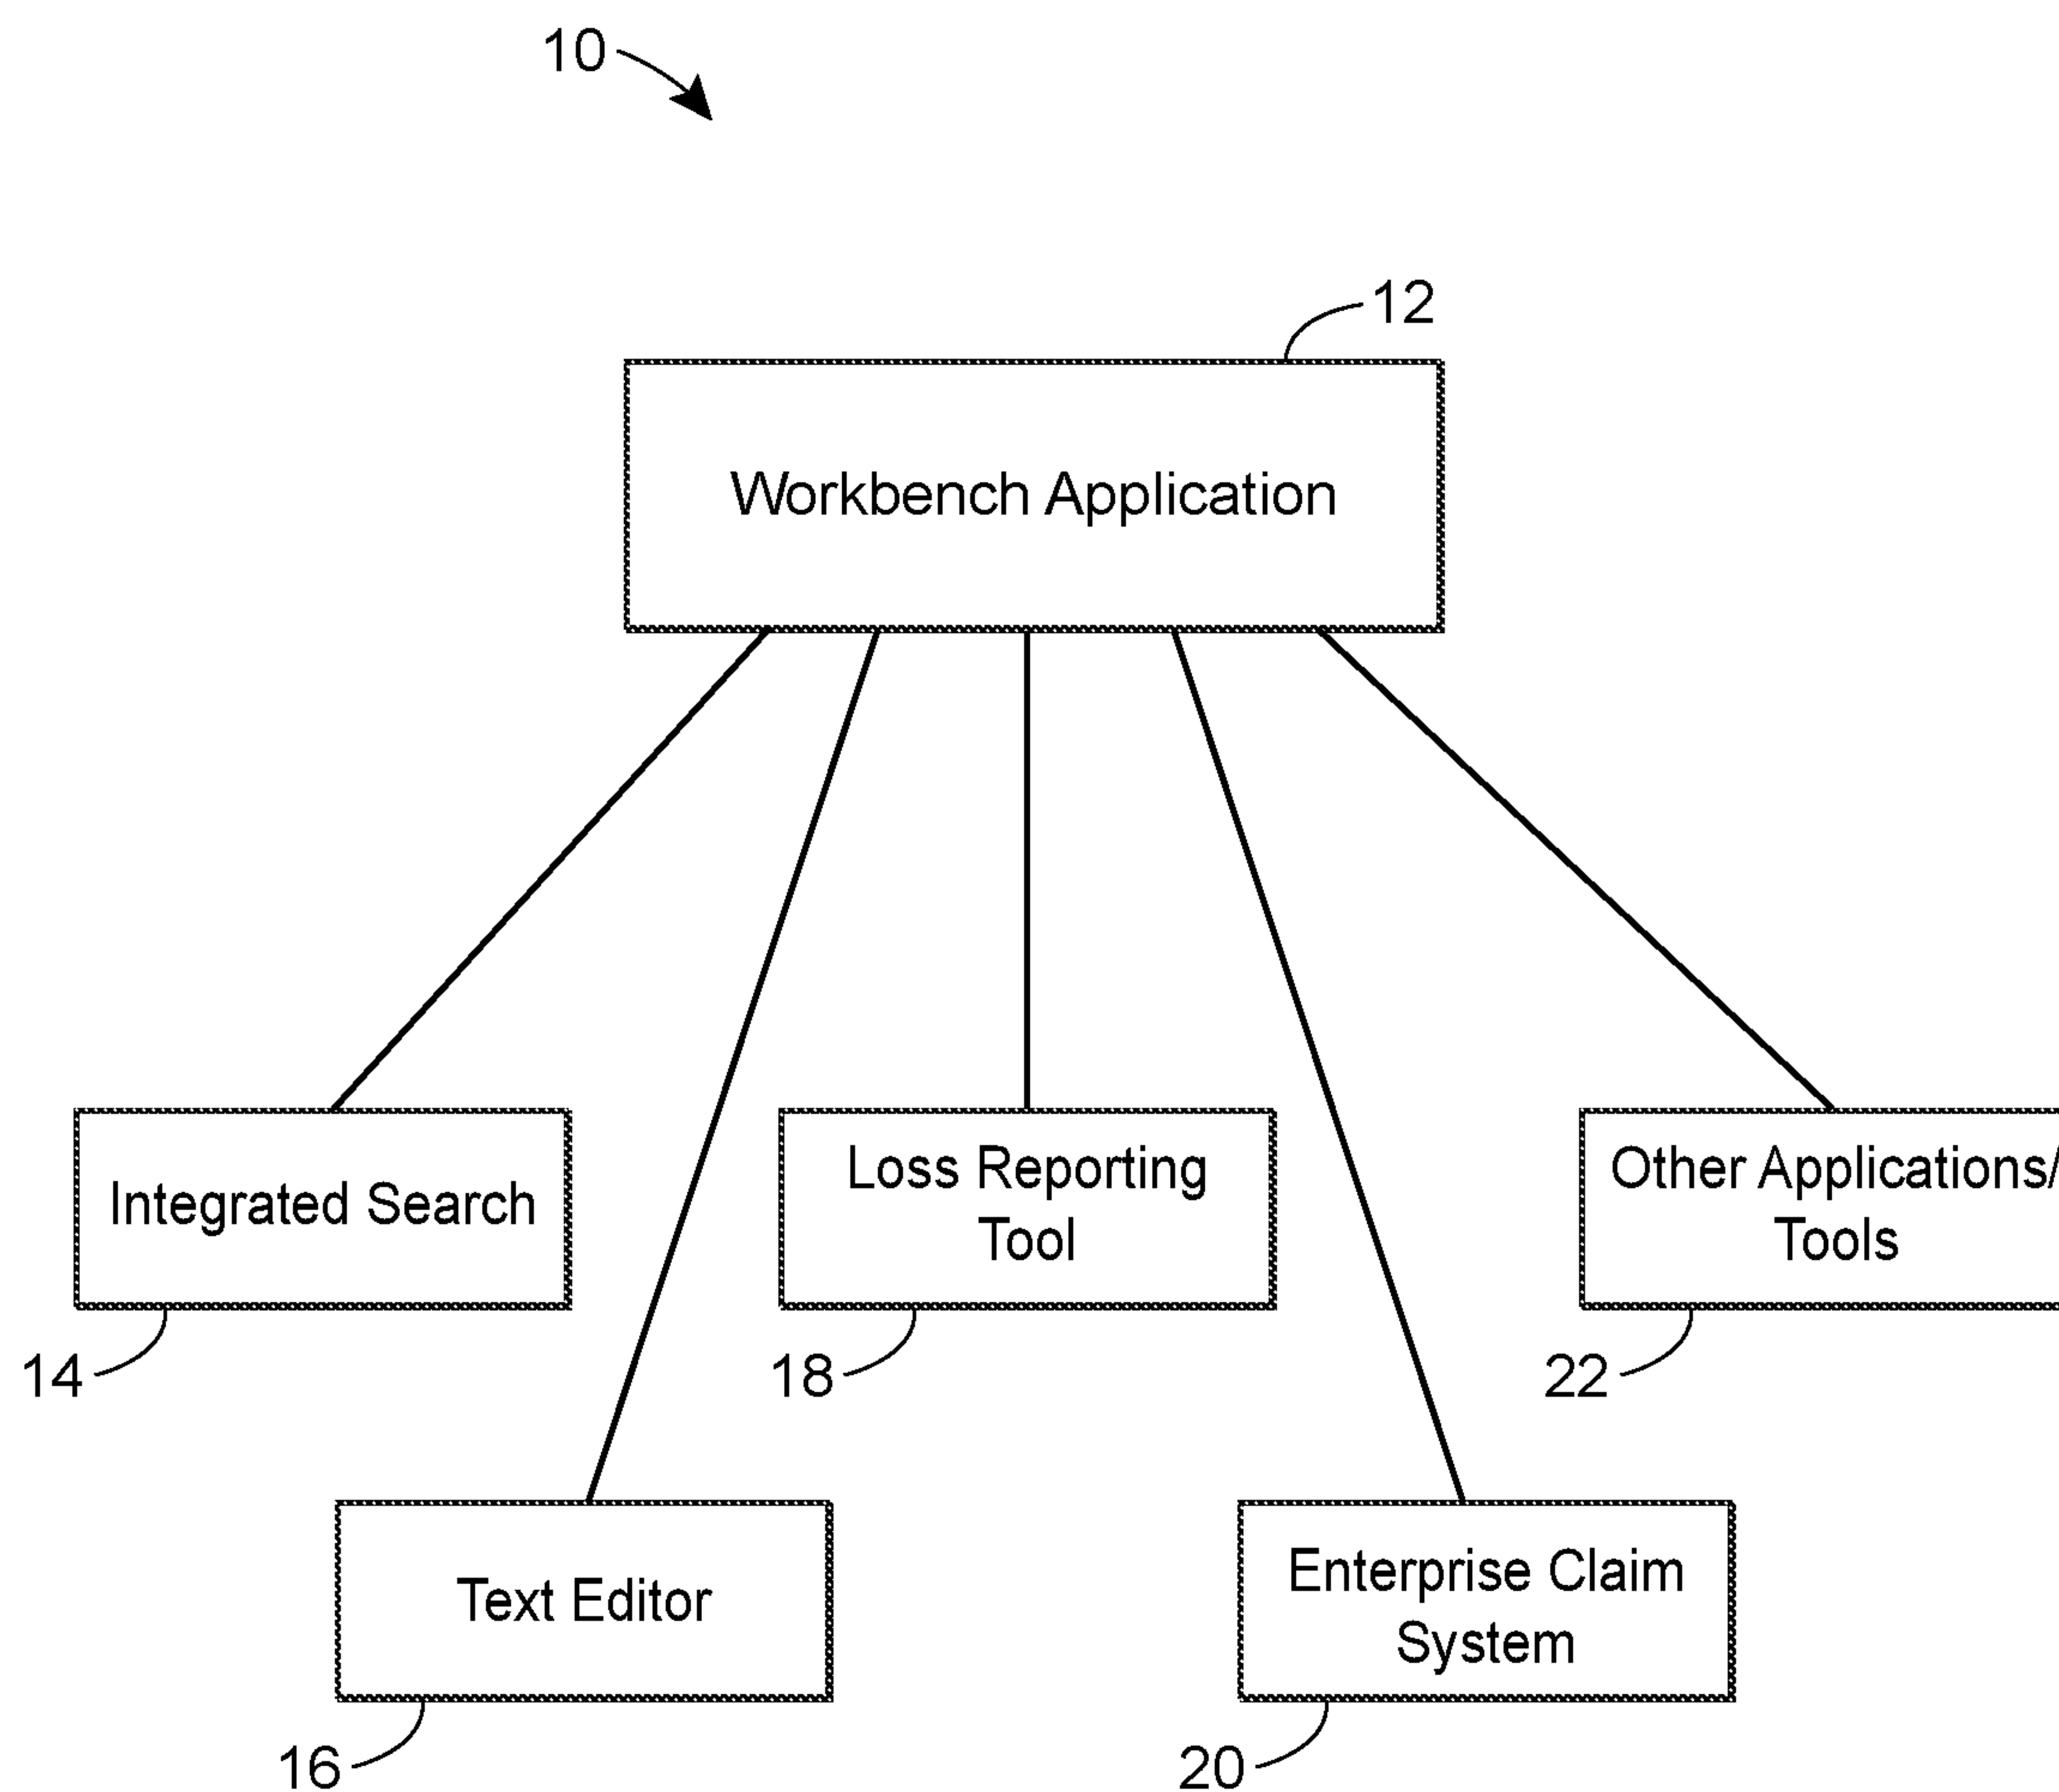 10
12
Workbench Application
Integrated Search
Loss Reporting
Tool
Other Applications/
Tools
14
18
22
Text Editor
Enterprise Claim
System
16
20